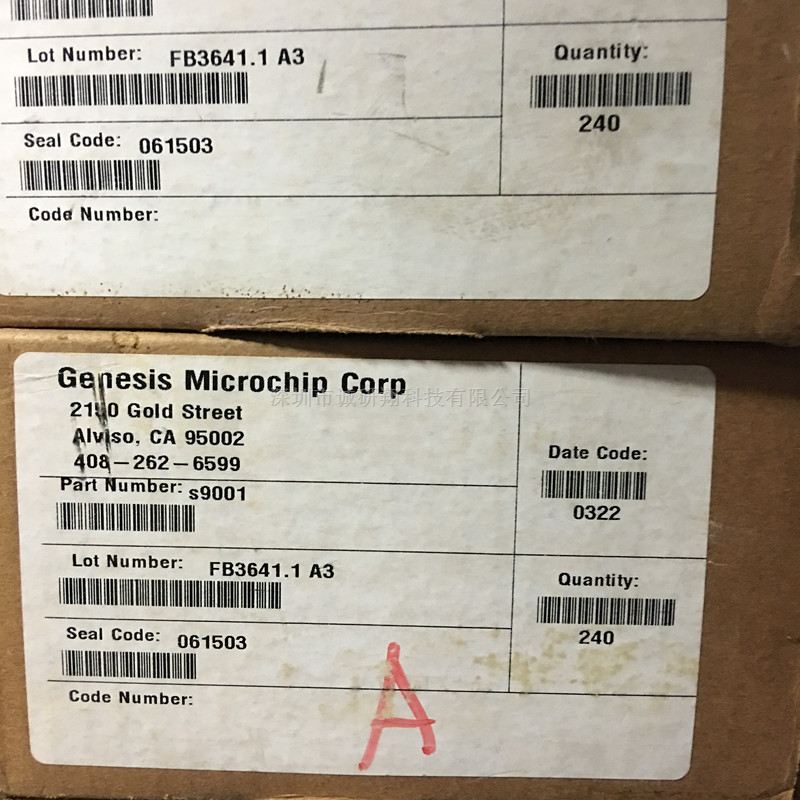 Lot Number: FB3641.1 A3
Quantity:
240
Seal Code: 061503
Code Number:
Genesis Microchip Corp
2150 Gold Street
Alviso, CA 95002
408-262-6599
深圳市诚研翔科技有限公司
Part Number: s9001
Date Code:
0322
Lot Number: FB3641.1 A3
Quantity:
240
Seal Code: 061503
Code Number:
A